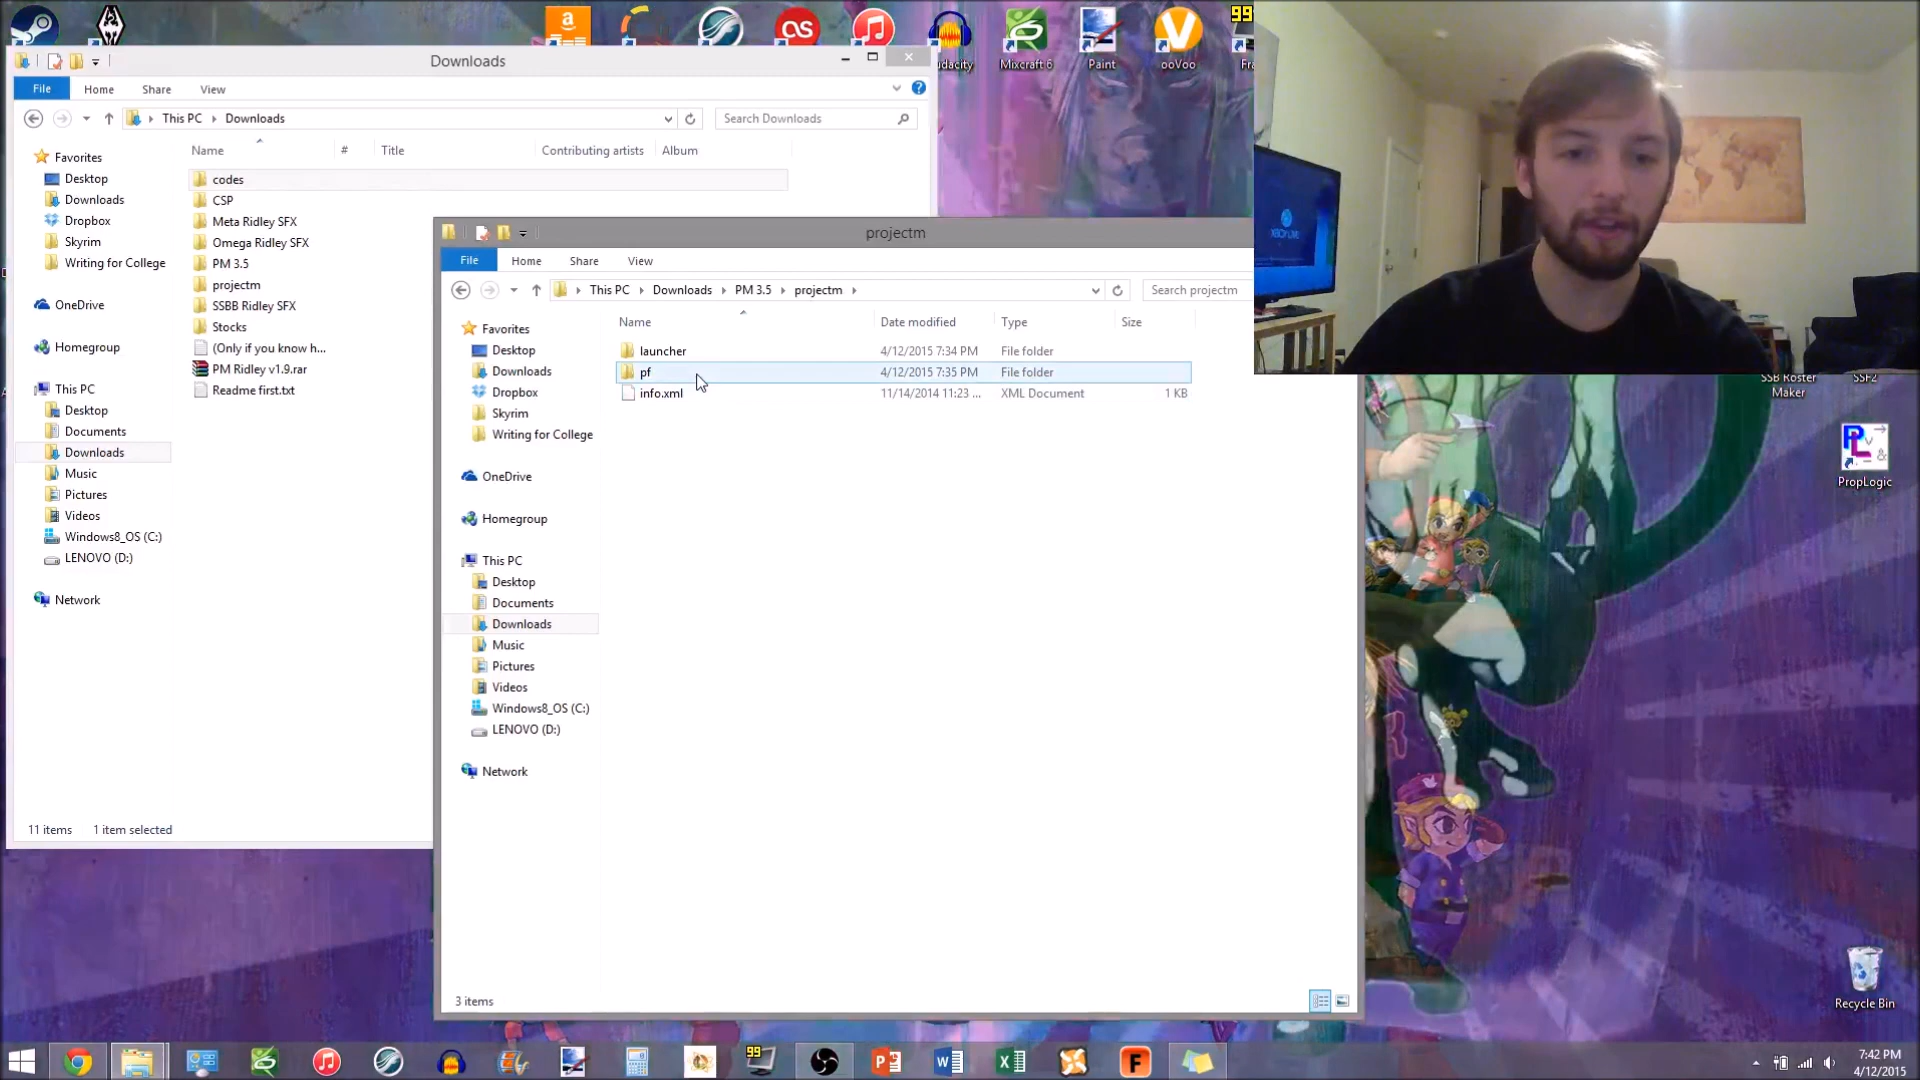 99
udacity
Mixcraft 6
Paint
ooVoo
Fra
Downloads
File
Home
Share
View
This PC
Downloads
Search Downloads
Name
#
Title
Contributing artists
Album
Favorites
Desktop
Downloads
Dropbox
Skyrim
Writing for College
OneDrive
Homegroup
This PC
Desktop
Documents
Downloads
Music
Pictures
Videos
Windows8_OS (C:)
LENOVO (D:)
Network
codes
CSP
Meta Ridley SFX
Omega Ridley SFX
PM 3.5
projectm
SSBB Ridley SFX
Stocks
(Only if you know h...
PM Ridley v1.9.rar
Readme first.txt
11 items
1 item selected
projectm
File
Home
Share
View
This PC
Downloads
PM 3.5
projectm
Search projectm
Name
Date modified
Type
Size
launcher
4/12/2015 7:34 PM
File folder
pf
4/12/2015 7:35 PM
File folder
info.xml
11/14/2014 11:23 ...
XML Document
1 KB
Favorites
Desktop
Downloads
Dropbox
Skyrim
Writing for College
OneDrive
Homegroup
This PC
Desktop
Documents
Downloads
Music
Pictures
Videos
Windows8_OS (C:)
LENOVO (D:)
Network
3 items
XBOX LIVE
SSB Roster
Maker
SSF2
PropLogic
Recycle Bin
99
7:42 PM
4/12/2015